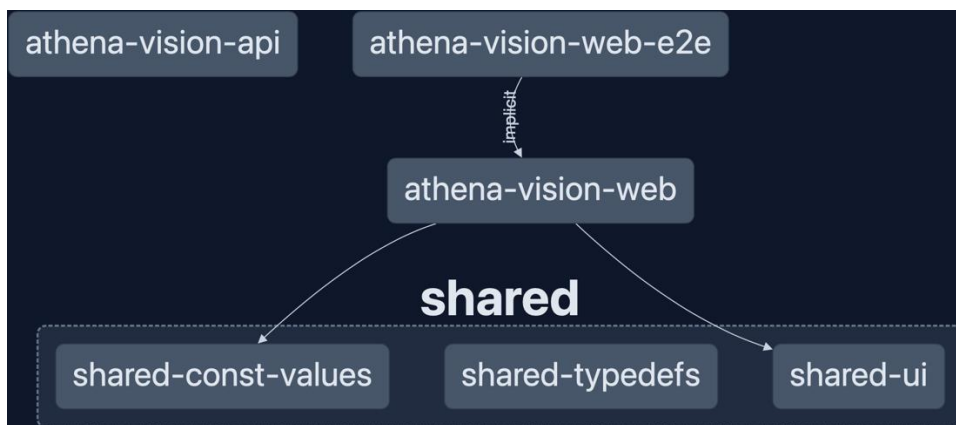 athena-vision-api
athena-vision-web-e2e
implicit
athena-vision-web
shared
shared-const-values
shared-typedefs
shared-ui